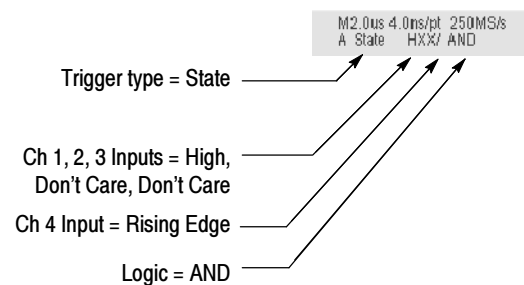 M2.0us 4.0ns/pt 250MS/s
A State HXX/ AND
Trigger type = State
Ch 1, 2, 3 Inputs = High,
Don't Care, Don't Care
Ch 4 Input = Rising Edge
Logic = AND